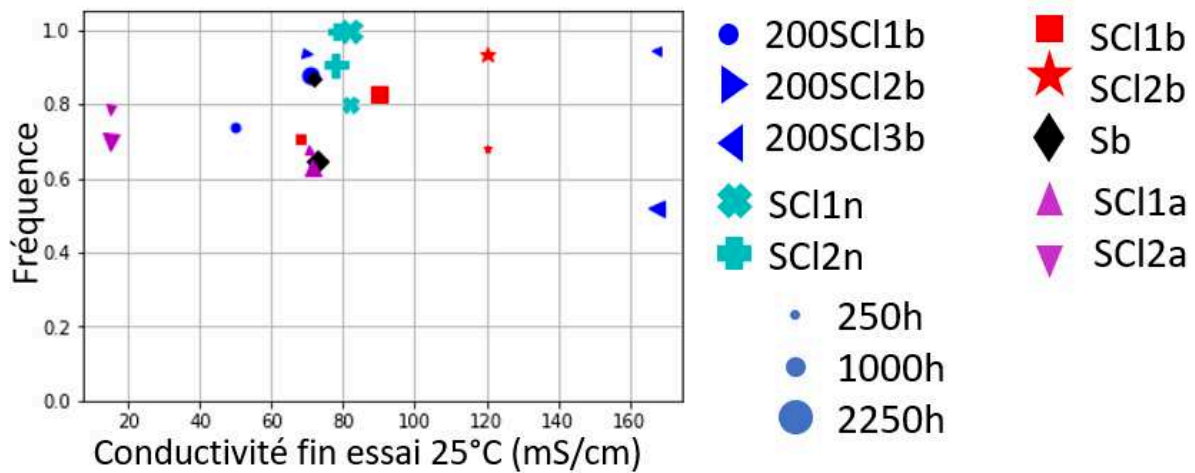 1.0
0.8
0.6
0.4
0.2
0.0
Fréquence
20 40 60 80 100 120 140 160
Conductivité fin essai 25°C (mS/cm)
200SCl1b
200SCl2b
200SCl3b
SCl1n
SCl2n
SCl1b
SCl2b
Sb
SCl1a
SCl2a
250h
1000h
2250h